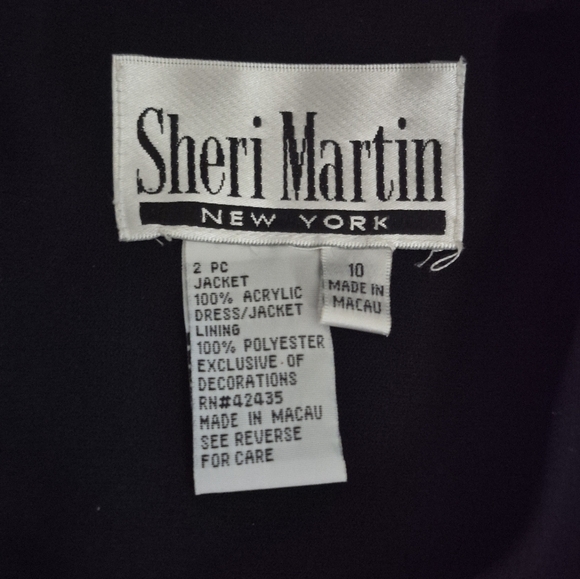 Sheri Martin
NEW YORK
2 PC
JACKET
100% ACRYLIC
DRESS/JACKET
LINING
100% POLYESTER
EXCLUSIVE OF
DECORATIONS
RN#42435
MADE IN MACAU
SEE REVERSE
FOR CARE
10
MADE IN
MACAU